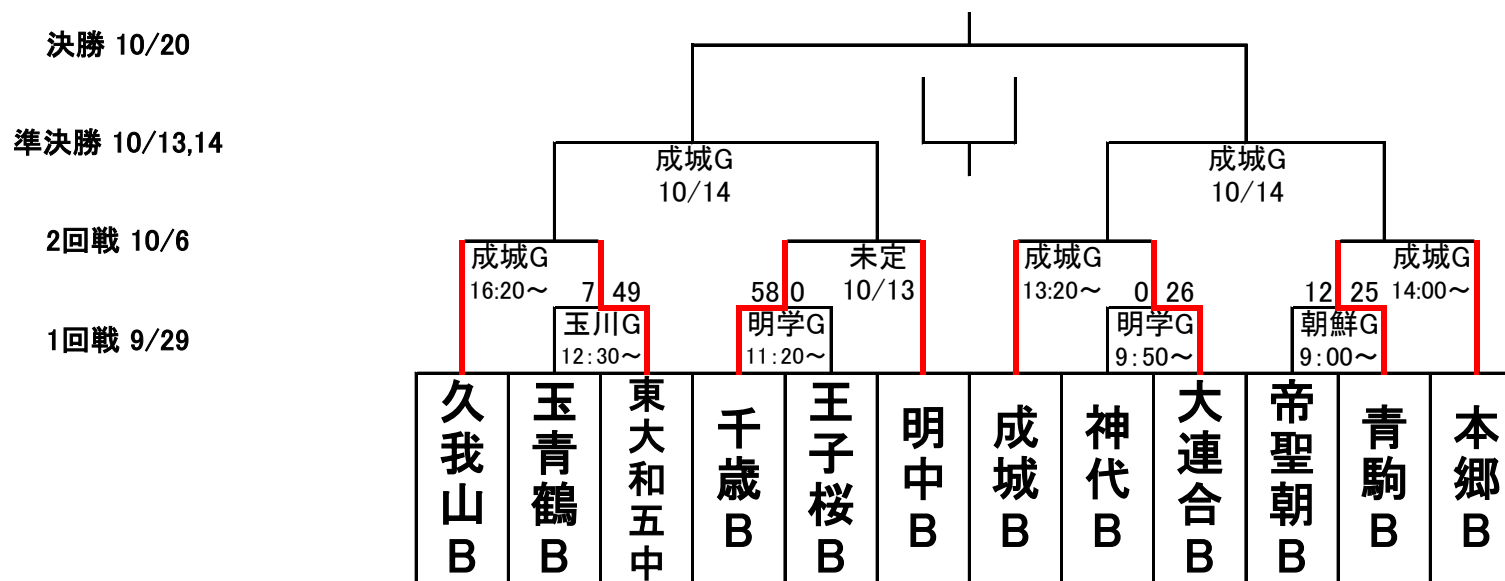 決勝 10/20
準決勝 10/13,14
成城G
10/14
成城G
10/14
2回戦 10/6
成城G
16:20～
未定
10/13
成城G
13:20～
成城G
14:00～
7 49
58 0
0 26
12 25
1回戦 9/29
玉川G
12:30～
明学G
11:20～
明学G
9:50～
朝鮮G
9:00～
久我山B
玉青鶴B
東大和五中
千歳B
王子桜B
明中B
成城B
神代B
大連合B
帝聖朝B
青駒B
本郷B